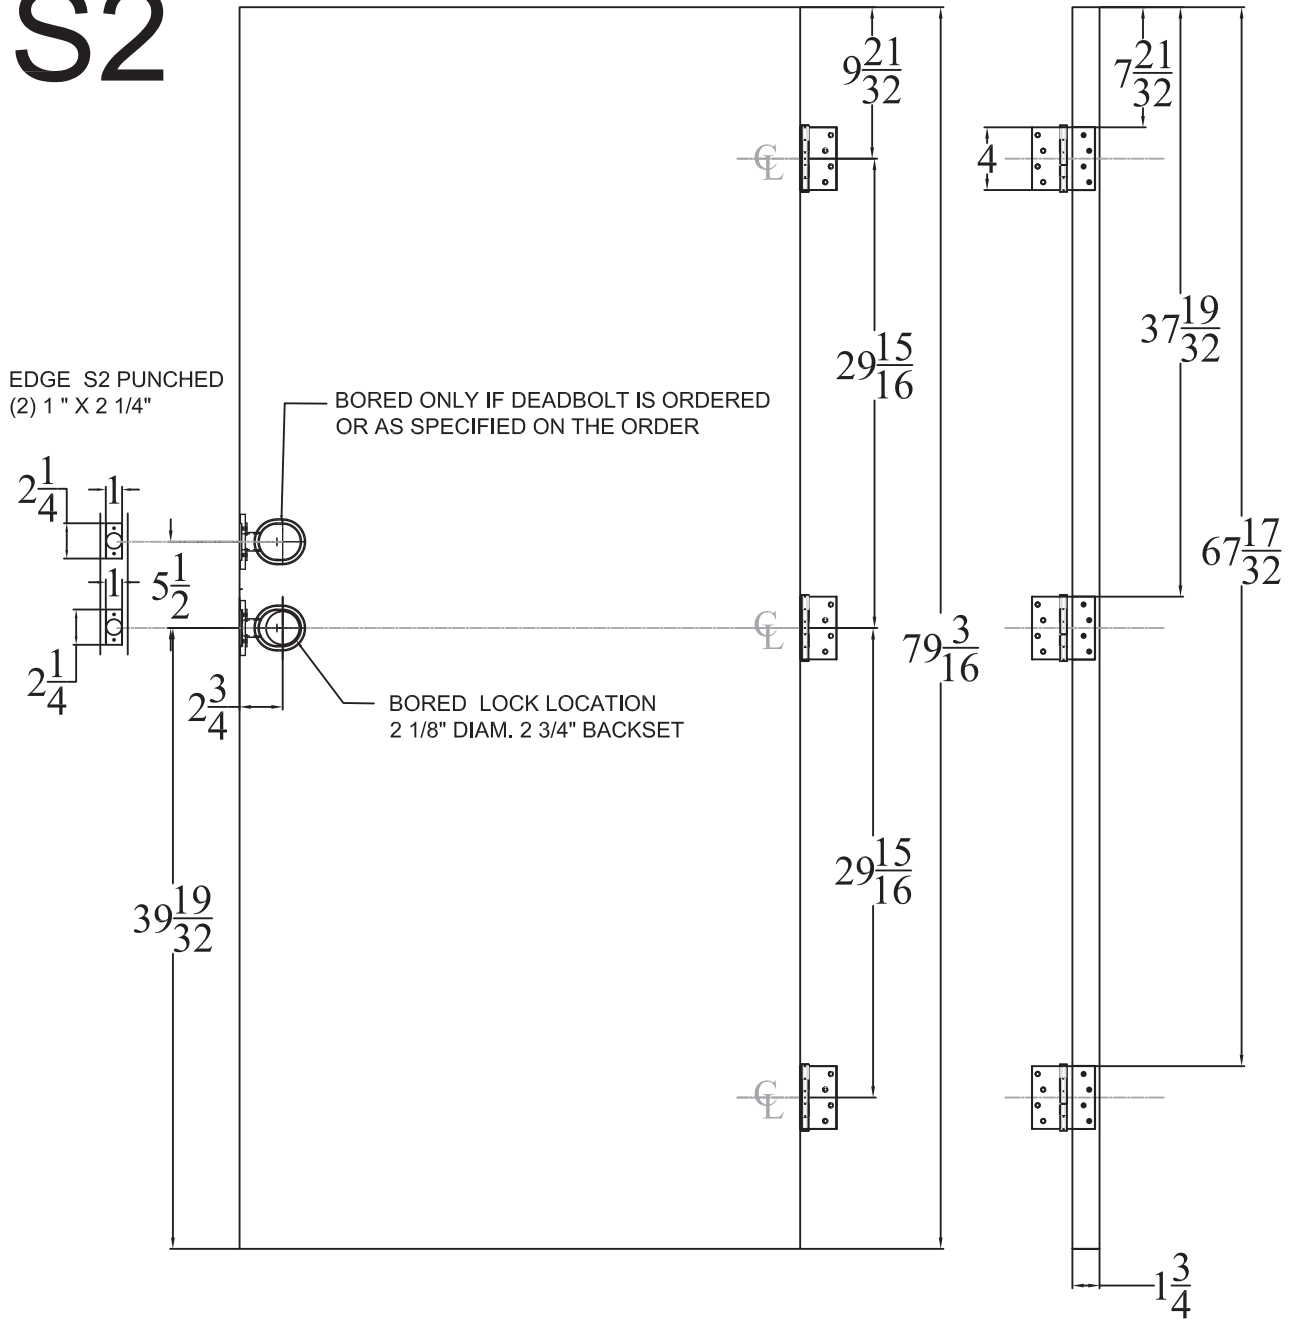 S2
9 21/32
7 21/32
4
37 19/32
29 15/16
EDGE S2 PUNCHED
(2) 1 " X 2 1/4"
BORED ONLY IF DEADBOLT IS ORDERED
OR AS SPECIFIED ON THE ORDER
2 1/4
1
67 17/32
5 1/2
1
79 3/16
2 1/4
2 3/4
BORED LOCK LOCATION
2 1/8" DIAM. 2 3/4" BACKSET
29 15/16
39 19/32
1 3/4
CL
CL
CL